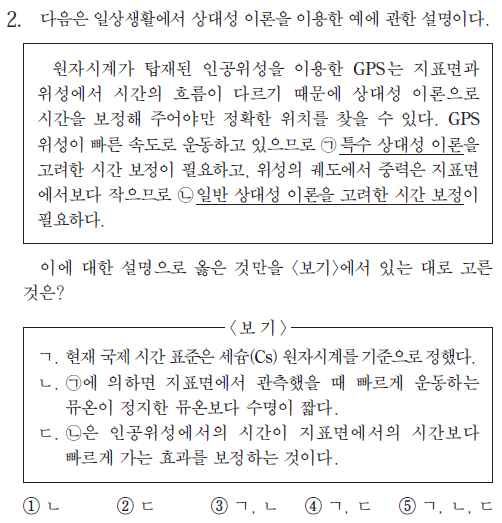 2. 다음은 일상생활에서 상대성 이론을 이용한 예에 관한 설명이다.
원자시계가 탑재된 인공위성을 이용한 GPS는 지표면과
위성에서 시간의 흐름이 다르기 때문에 상대성 이론으로
시간을 보정해 주어야만 정확한 위치를 찾을 수 있다. GPS
위성이 빠른 속도로 운동하고 있으므로 ㉠특수 상대성 이론을
고려한 시간 보정이 필요하고, 위성의 궤도에서 중력은 지표면
에서보다 작으므로 ㉡일반 상대성 이론을 고려한 시간 보정이
필요하다.
이에 대한 설명으로 옳은 것만을 <보기>에서 있는 대로 고른
것은?
<보 기>
ㄱ. 현재 국제 시간 표준은 세슘(Cs) 원자시계를 기준으로 정했다.
ㄴ. ㉠에 의하면 지표면에서 관측했을 때 빠르게 운동하는
뮤온이 정지한 뮤온보다 수명이 짧다.
ㄷ. ㉡은 인공위성에서의 시간이 지표면에서의 시간보다
빠르게 가는 효과를 보정하는 것이다.
① ㄴ ② ㄷ ③ ㄱ, ㄴ ④ ㄱ, ㄷ ⑤ ㄱ, ㄴ, ㄷ